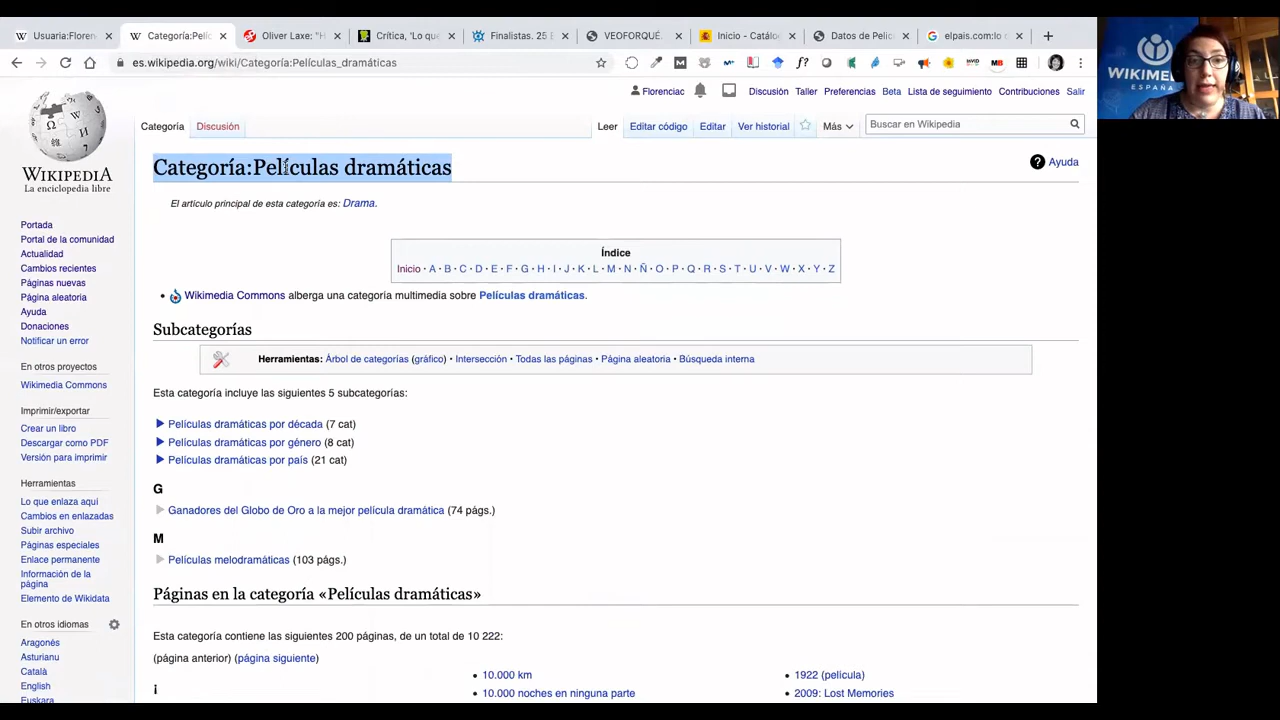 Usuaria:Floren
Categoría:Pelíc
Oliver Laxe: "H
Crítica, 'Lo que
Finalistas. 25 E
VEOFORQUÉ.
Inicio - Catálog
Datos de Pelic
elpais.com:lo c
es.wikipedia.org/wiki/Categoría:Películas_dramáticas
WIKIME
ESPAÑA
WIKIPEDIA
La enciclopedia libre
Florenciac Discusión Taller Preferencias Beta Lista de seguimiento Contribuciones Salir
Categoría Discusión Leer Editar código Editar Ver historial Más Buscar en Wikipedia
Categoría:Películas dramáticas
Ayuda
El artículo principal de esta categoría es: Drama.
Índice
Inicio · A · B · C · D · E · F · G · H · I · J · K · L · M · N · Ñ · O · P · Q · R · S · T · U · V · W · X · Y · Z
• Wikimedia Commons alberga una categoría multimedia sobre Películas dramáticas.
Subcategorías
Herramientas: Árbol de categorías (gráfico) • Intersección • Todas las páginas • Página aleatoria • Búsqueda interna
Esta categoría incluye las siguientes 5 subcategorías:
Películas dramáticas por década (7 cat)
Películas dramáticas por género (8 cat)
Películas dramáticas por país (21 cat)
G
Ganadores del Globo de Oro a la mejor película dramática (74 págs.)
M
Películas melodramáticas (103 págs.)
Páginas en la categoría «Películas dramáticas»
Esta categoría contiene las siguientes 200 páginas, de un total de 10 222:
(página anterior) (página siguiente)
¡
• 10.000 km
• 10.000 noches en ninguna parte
• 1922 (película)
• 2009: Lost Memories
Portada
Portal de la comunidad
Actualidad
Cambios recientes
Páginas nuevas
Página aleatoria
Ayuda
Donaciones
Notificar un error
En otros proyectos
Wikimedia Commons
Imprimir/exportar
Crear un libro
Descargar como PDF
Versión para imprimir
Herramientas
Lo que enlaza aquí
Cambios en enlazadas
Subir archivo
Páginas especiales
Enlace permanente
Información de la
página
Elemento de Wikidata
En otros idiomas
Aragonés
Asturianu
Català
English
Euskara